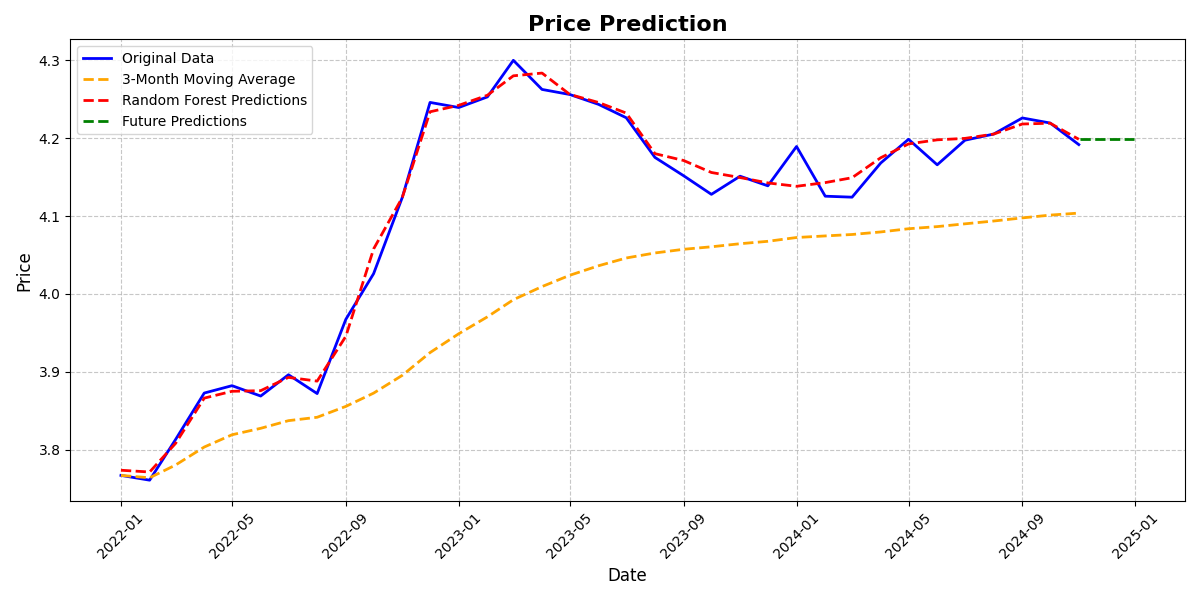 Price Prediction
Original Data
3-Month Moving Average
Random Forest Predictions
Future Predictions
Price
4.3
4.2
4.1
4.0
3.9
3.8
2022-01
2022-05
2022-09
2023-01
2023-05
2023-09
2024-01
2024-05
2024-09
2025-01
Date